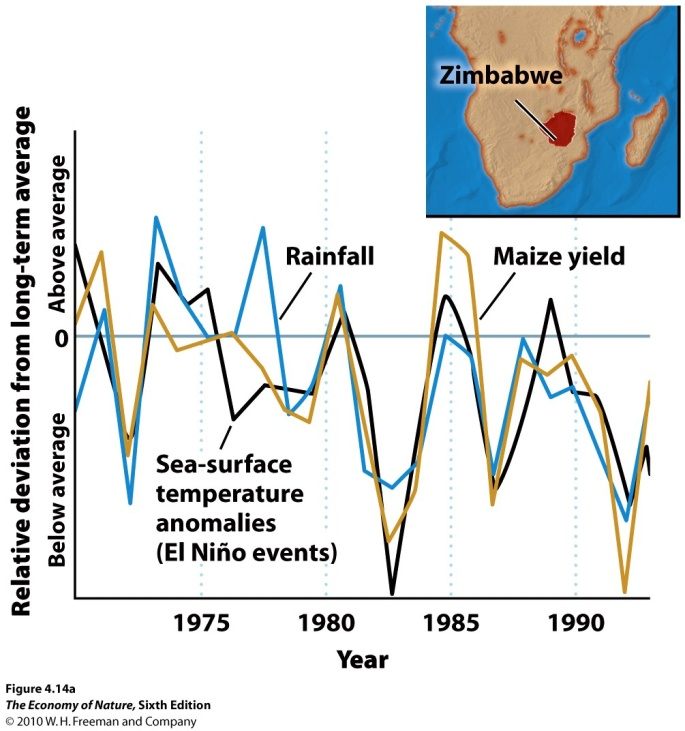 Zimbabwe
Relative deviation from long-term average
Above average
0
Below average
Rainfall
Maize yield
Sea-surface
temperature
anomalies
(El Niño events)
1975
1980
1985
1990
Year
Figure 4.14a
The Economy of Nature, Sixth Edition
© 2010 W. H. Freeman and Company